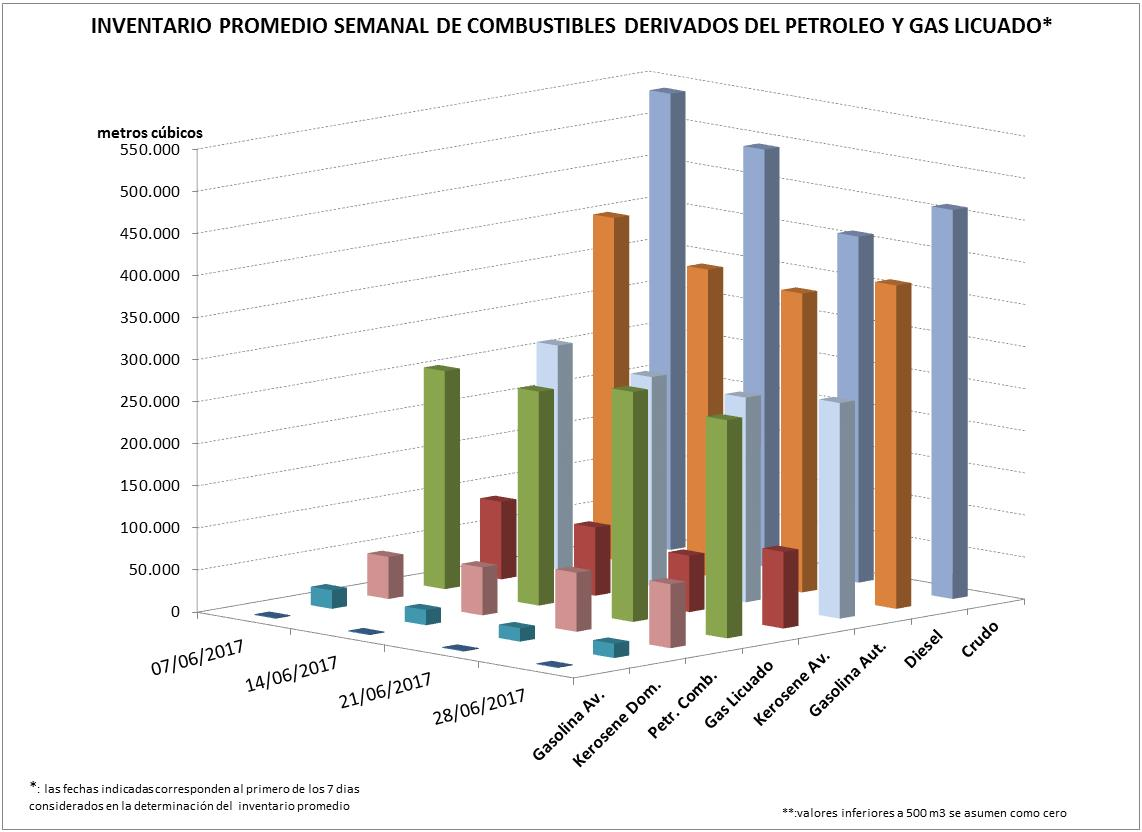 INVENTARIO PROMEDIO SEMANAL DE COMBUSTIBLES DERIVADOS DEL PETROLEO Y GAS LICUADO*
metros cúbicos
550.000
500.000
450.000
400.000
350.000
300.000
250.000
200.000
150.000
100.000
50.000
0
07/06/2017
14/06/2017
21/06/2017
28/06/2017
Gasolina Av.
Kerosene Dom.
Petr. Comb.
Gas Licuado
Kerosene Av.
Gasolina Aut.
Diesel
Crudo
*: las fechas indicadas corresponden al primero de los 7 dias
considerados en la determinación del inventario promedio
**:valores inferiores a 500 m3 se asumen como cero